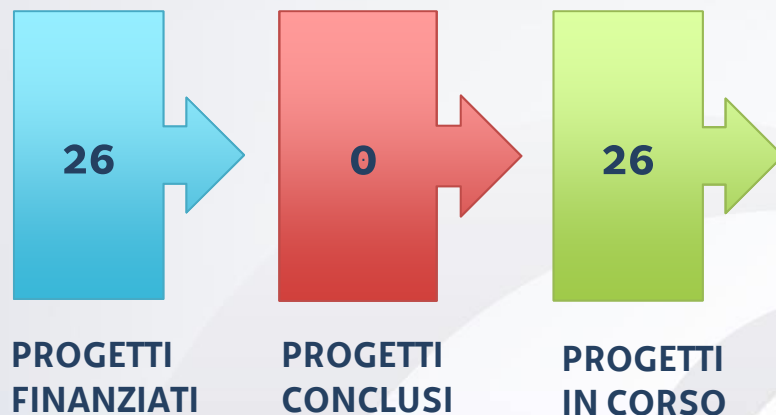 26
0
26
PROGETTI
FINANZIATI
PROGETTI
CONCLUSI
PROGETTI
IN CORSO